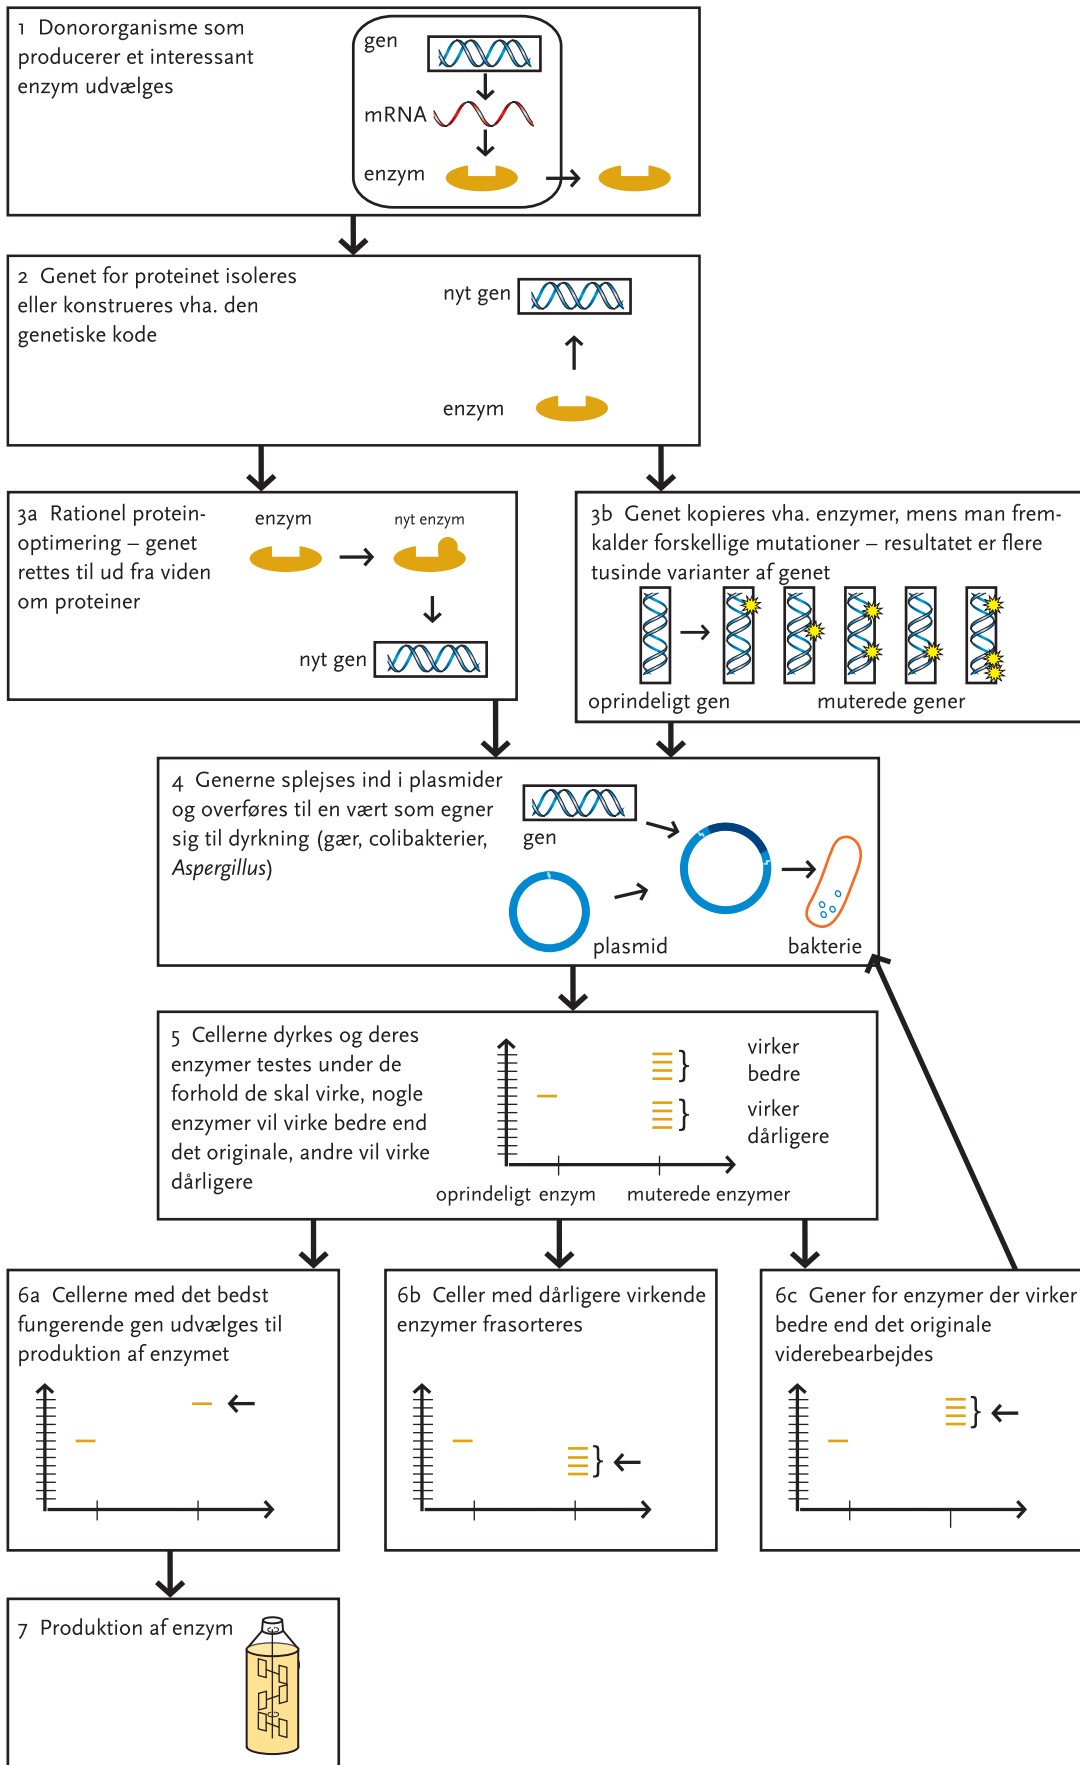 1 Donororganisme som
producerer et interessant
enzym udvælges
gen
mRNA
enzym
2 Genet for proteinet isoleres
eller konstrueres vha. den
genetiske kode
nyt gen
enzym
3a Rationel protein-
optimering – genet
rettes til ud fra viden
om proteiner
enzym
nyt enzym
nyt gen
3b Genet kopieres vha. enzymer, mens man frem-
kalder forskellige mutationer – resultatet er flere
tusinde varianter af genet
oprindeligt gen
muterede gener
4 Generne splejses ind i plasmider
og overføres til en vært som egner
sig til dyrkning (gær, colibakterier,
Aspergillus)
gen
plasmid
bakterie
5 Cellerne dyrkes og deres
enzymer testes under de
forhold de skal virke, nogle
enzymer vil virke bedre end
det originale, andre vil virke
dårligere
virker
bedre
virker
dårligere
oprindeligt enzym
muterede enzymer
6a Cellerne med det bedst
fungerende gen udvælges til
produktion af enzymet
6b Celler med dårligere virkende
enzymer frasorteres
6c Gener for enzymer der virker
bedre end det originale
viderebearbejdes
7 Produktion af enzym